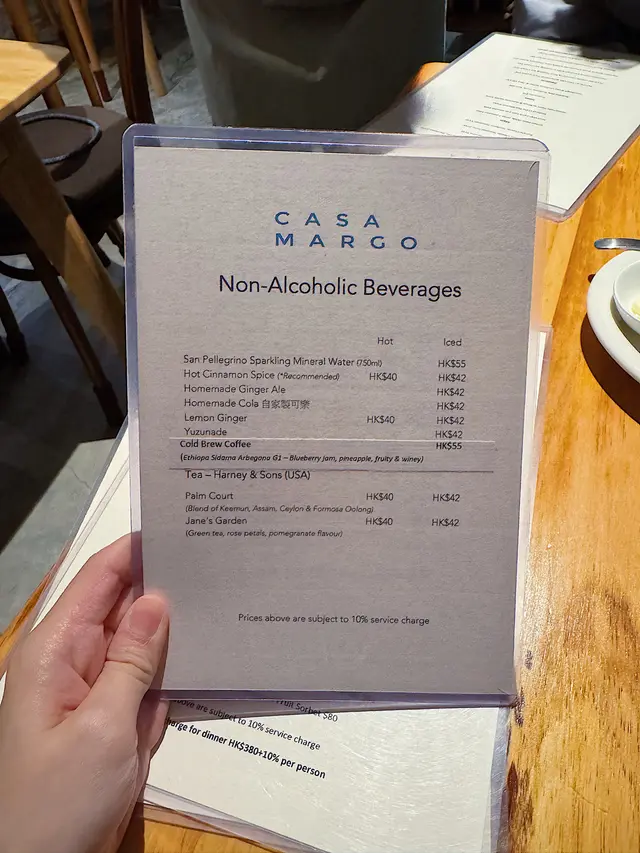 CASA
MARGO
Non-Alcoholic Beverages
Hot Iced
San Pellegrino Sparkling Mineral Water (750ml) HK$55
Hot Cinnamon Spice (*Recommended) HK$40 HK$42
Homemade Ginger Ale HK$42
Homemade Cola 自家製可樂 HK$42
Lemon Ginger HK$40 HK$42
Yuzunade HK$42
Cold Brew Coffee HK$55
(Ethiopia Sidama Arbegona G1 – Blueberry jam, pineapple, fruity & winey)
Tea – Harney & Sons (USA)
Palm Court HK$40 HK$42
(Blend of Keemun, Assam, Ceylon & Formosa Oolong)
Jane's Garden HK$40 HK$42
(Green tea, rose petals, pomegranate flavour)
Prices above are subject to 10% service charge
Sorbet $80
above are subject to 10% service charge
for dinner HK$380+10% per person